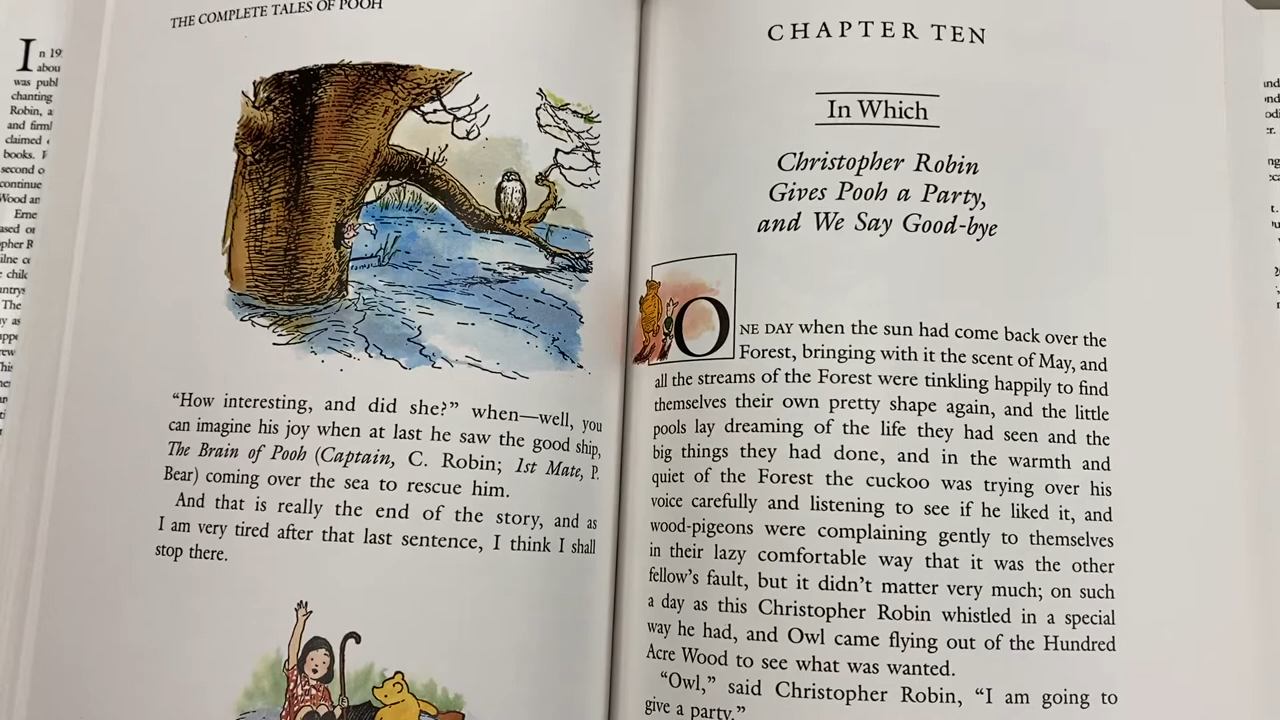 THE COMPLETE TALES OF POOH
"How interesting, and did she?" when—well, you
can imagine his joy when at last he saw the good ship,
The Brain of Pooh (Captain, C. Robin; 1st Mate, P.
Bear) coming over the sea to rescue him.
And that is really the end of the story, and as
I am very tired after that last sentence, I think I shall
stop there.
CHAPTER TEN
In Which
Christopher Robin
Gives Pooh a Party,
and We Say Good-bye
ONE DAY when the sun had come back over the
Forest, bringing with it the scent of May, and
all the streams of the Forest were tinkling happily to find
themselves their own pretty shape again, and the little
pools lay dreaming of the life they had seen and the
big things they had done, and in the warmth and
quiet of the Forest the cuckoo was trying over his
voice carefully and listening to see if he liked it, and
wood-pigeons were complaining gently to themselves
in their lazy comfortable way that it was the other
fellow's fault, but it didn't matter very much; on such
a day as this Christopher Robin whistled in a special
way he had, and Owl came flying out of the Hundred
Acre Wood to see what was wanted.
"Owl," said Christopher Robin, "I am going to
give a party."